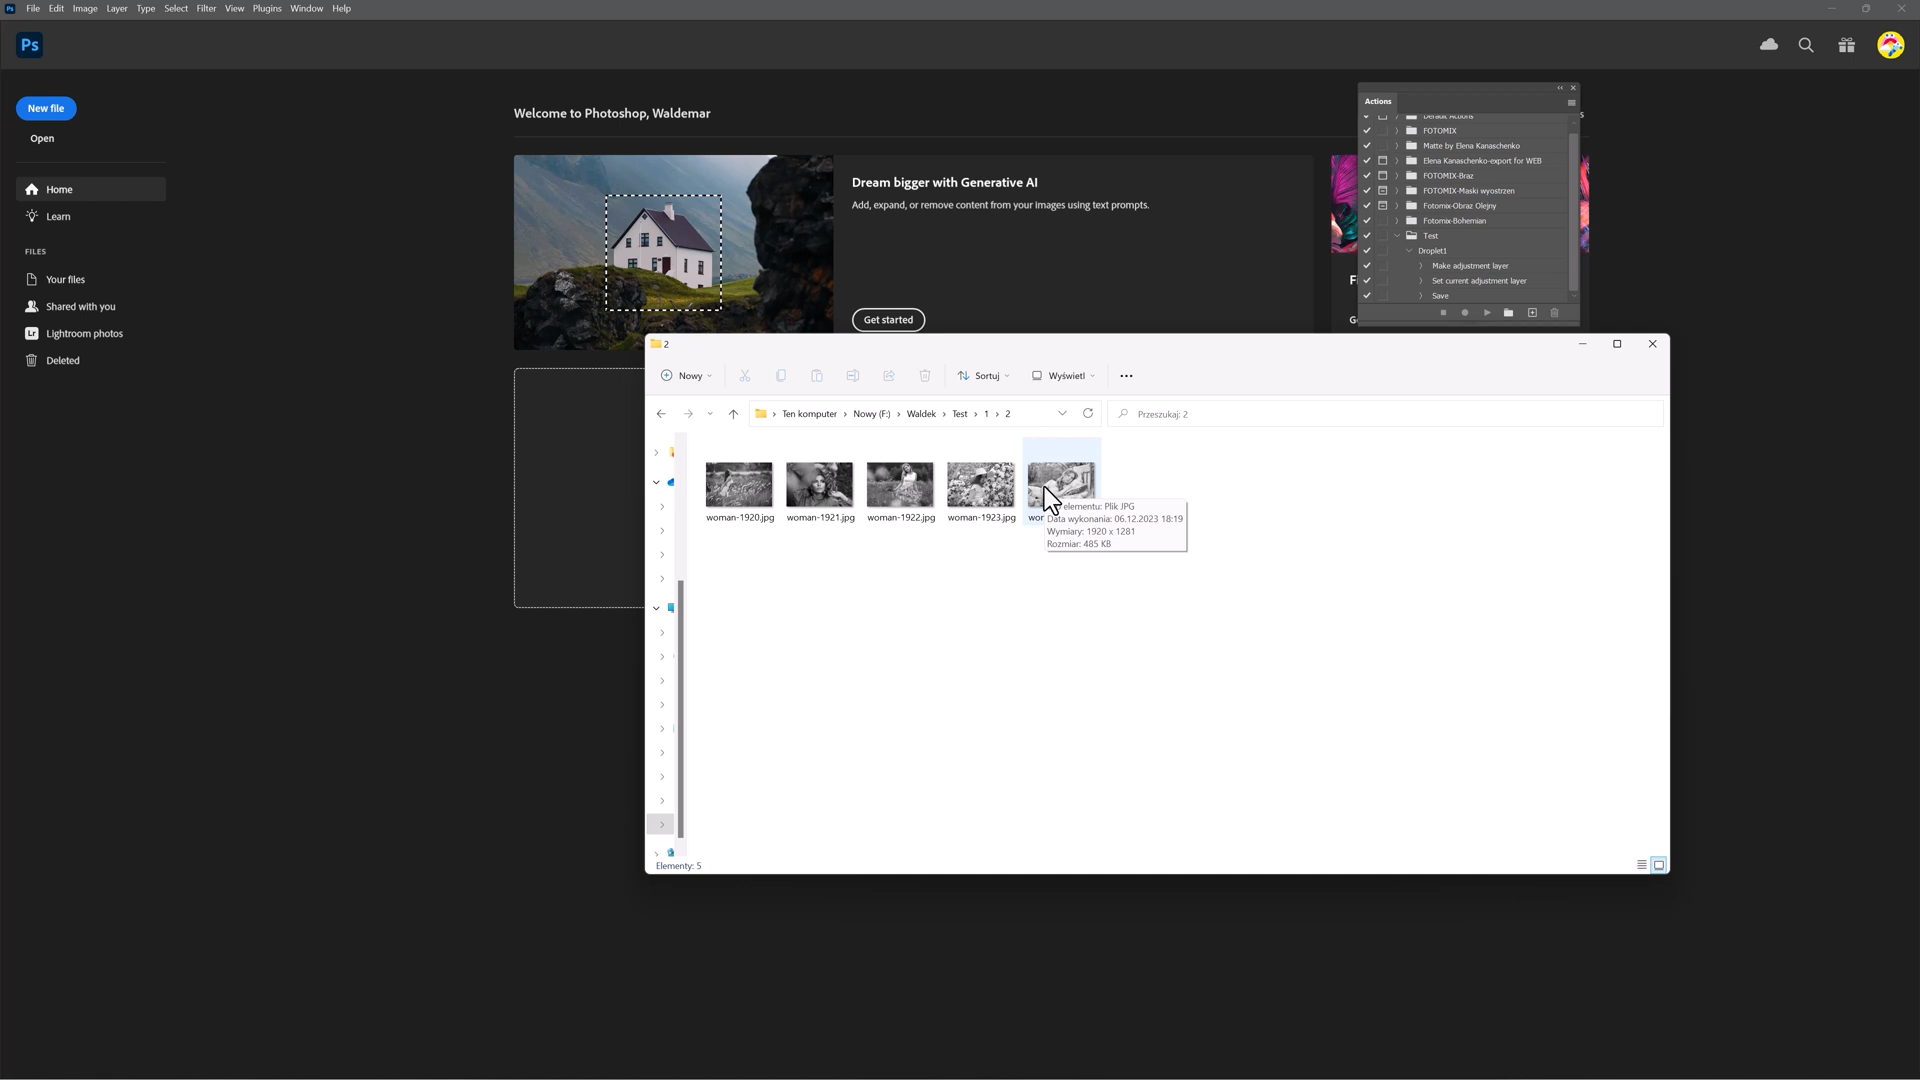 Ps File Edit Image Layer Type Select Filter View Plugins Window Help
Ps
New file
Open
Home
Learn
FILES
Your files
Shared with you
Lr Lightroom photos
Deleted
Welcome to Photoshop, Waldemar
Dream bigger with Generative AI
Add, expand, or remove content from your images using text prompts.
Get started
Actions
Default Actions
FOTOMIX
Matte by Elena Kanaschenko
Elena Kanaschenko-export for WEB
FOTOMIX-Braz
FOTOMIX-Maski wyostrzen
Fotomix-Obraz Olejny
Fotomix-Bohemian
Test
Droplet1
Make adjustment layer
Set current adjustment layer
Save
2
Nowy
Sortuj
Wyświetl
Ten komputer > Nowy (F:) > Waldek > Test > 1 > 2
Przeszukaj: 2
woman-1920.jpg woman-1921.jpg woman-1922.jpg woman-1923.jpg
elementu: Plik JPG
Data wykonania: 06.12.2023 18:19
Wymiary: 1920 x 1281
Rozmiar: 485 KB
Elementy: 5